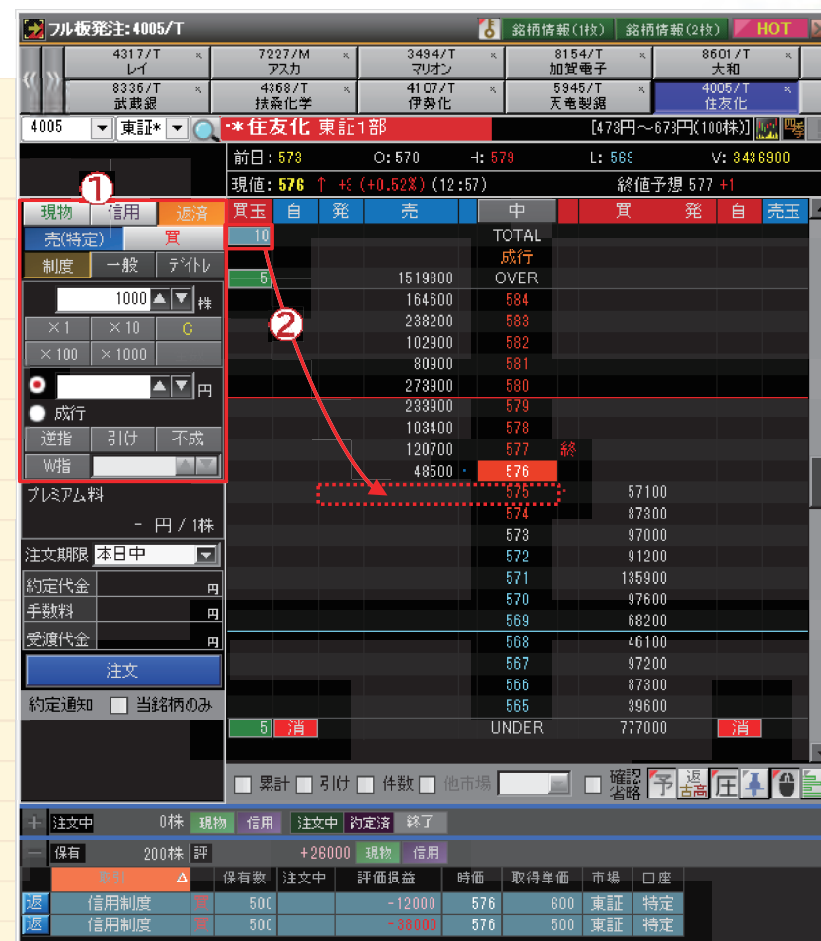 フル板発注:4005/T
銘柄情報(1枚) 銘柄情報(2枚) HOT
4317/T レイ
7227/M アスカ
3494/T マリオン
8154/T 加賀電子
8601/T 大和
8336/T 武蔵銀
4368/T 扶桑化学
4107/T 伊勢化
5945/T 天竜製鋸
4005/T 住友化
4005 東証* ・*住友化 東証1部 [473円～673円(100株)]
前日:573 O:570 H:579 L: V:
現値:576 ↑ (+0.52%) (12:57) 終値予想 577 +1
①
現物 信用 返済
売(特定) 買
制度 一般 デイトレ
1000 株
×1 ×10 C
×100 ×1000
円
成行
逆指 引け 不成
W指
プレミアム料
- 円 / 1株
注文期限 本日中
約定代金 円
手数料 円
受渡代金 円
注文
約定通知 当銘柄のみ
買玉 自 発 売 中 買 発 自 売玉
10 TOTAL
成行
5 1519300 OVER
584
238200 583
102900 582
80900 581
273900 580
233900 579
103400 578
120700 577 終
48500 576
②
575 57100
574 87300
573 97000
572 91200
571 135900
570 97600
569 68200
568 46100
567 97200
566 87300
565 39600
5 消 UNDER 777000 消
累計 引け 件数 他市場 確認省略 予 返古高 圧
+ 注文中 0株 現物 信用 注文中 約定済 終了
- 保有 200株 評 +26000 現物 信用
△ 保有数 注文中 評価損益 時価 取得単価 市場 口座
返 信用制度 買 -12000 576 600 東証 特定
返 信用制度 買 -38000 576 500 東証 特定